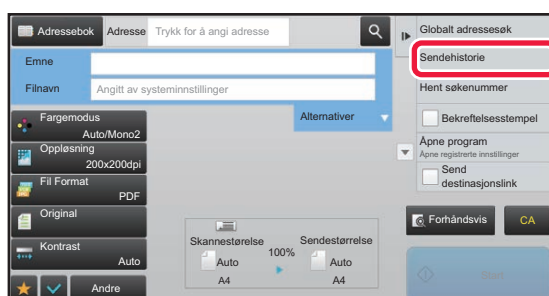 Adressebok
Adresse
Trykk for å angi adresse
Emne
Filnavn
Angitt av systeminnstillinger
Alternativer
Fargemodus
Auto/Mono2
Oppløsning
200x200dpi
Fil Format
PDF
Original
Kontrast
Auto
Andre
Skannestørelse
Auto
A4
100%
Sendestørrelse
Auto
A4
Globalt adressesøk
Sendehistorie
Hent søkenummer
Bekreftelsesstempel
Åpne program
Åpne registrerte innstillinger
Send
destinasjonslink
Forhåndsvis
CA
Start